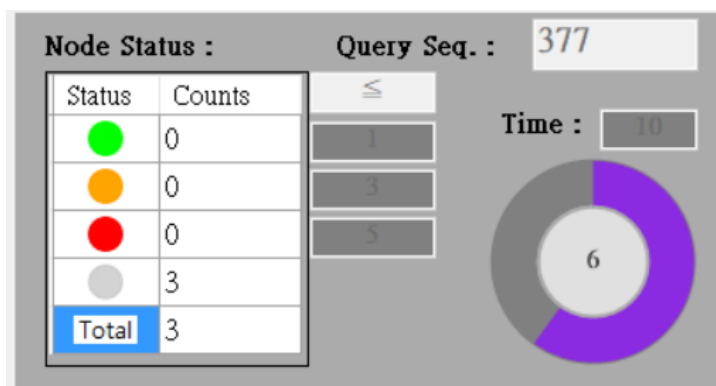 Node Status :
Query Seq. : 377
Status Counts ≦
0 1
0 3
0 5
3
Total 3
Time : 10
6